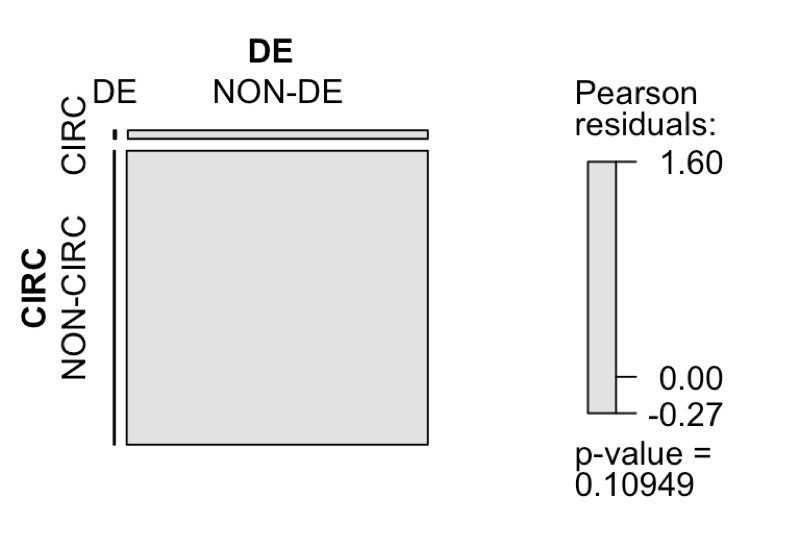 DE
DE NON-DE
CIRC
CIRC
NON-CIRC
Pearson
residuals:
1.60
0.00
-0.27
p-value =
0.10949